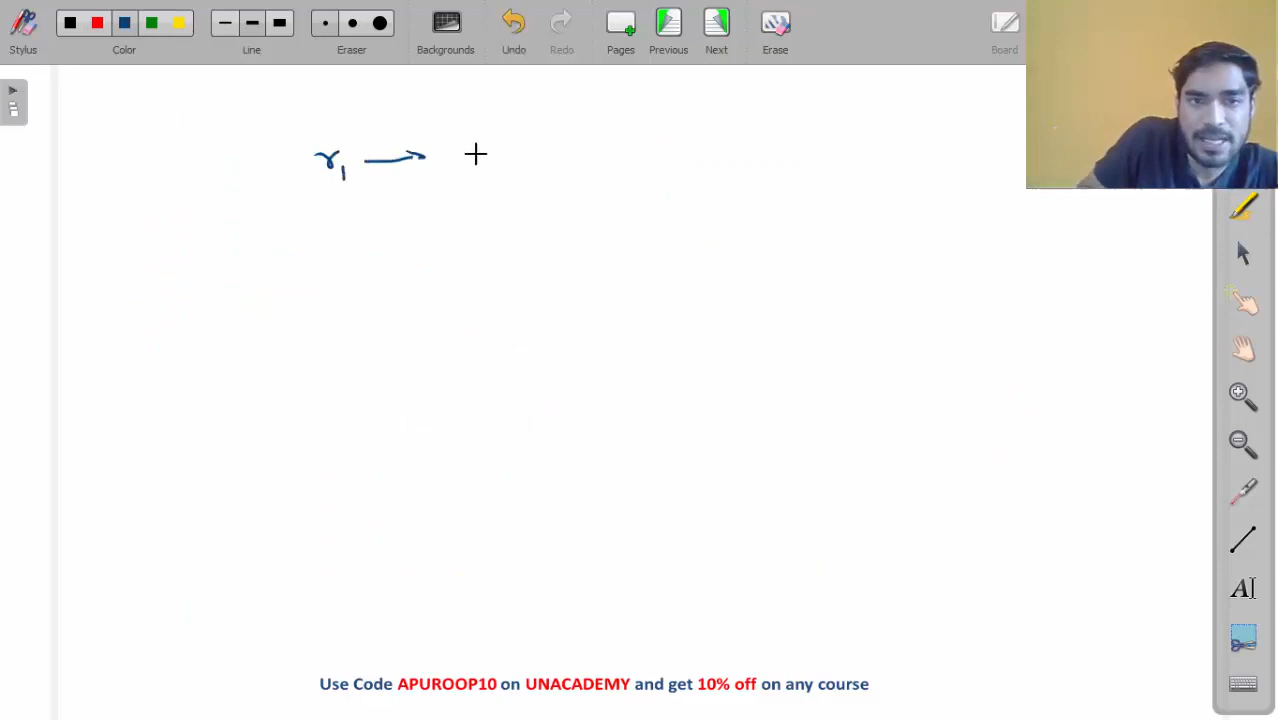 Stylus Color Line Eraser Backgrounds Undo Redo Pages Previous Next Erase Board
r₁ →
A
Use Code APUROOP10 on UNACADEMY and get 10% off on any course